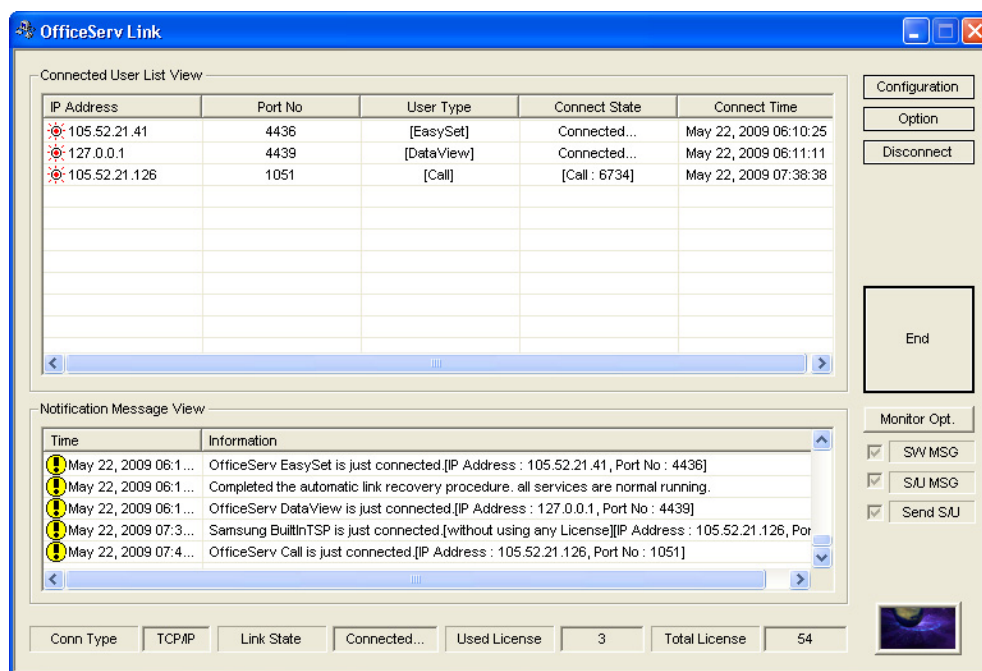 OfficeServ Link
Connected User List View
IP Address Port No User Type Connect State Connect Time
105.52.21.41 4436 [EasySet] Connected... May 22, 2009 06:10:25
127.0.0.1 4439 [DataView] Connected... May 22, 2009 06:11:11
105.52.21.126 1051 [Call] [Call : 6734] May 22, 2009 07:38:38
Configuration
Option
Disconnect
End
Notification Message View
Time Information
May 22, 2009 06:1... OfficeServ EasySet is just connected.[IP Address : 105.52.21.41, Port No : 4436]
May 22, 2009 06:1... Completed the automatic link recovery procedure. all services are normal running.
May 22, 2009 06:1... OfficeServ DataView is just connected.[IP Address : 127.0.0.1, Port No : 4439]
May 22, 2009 07:3... Samsung BuiltInTSP is just connected.[without using any License][IP Address : 105.52.21.126, Por
May 22, 2009 07:4... OfficeServ Call is just connected.[IP Address : 105.52.21.126, Port No : 1051]
Monitor Opt.
SW MSG
S/U MSG
Send S/U
Conn Type TCP/IP Link State Connected... Used License 3 Total License 54